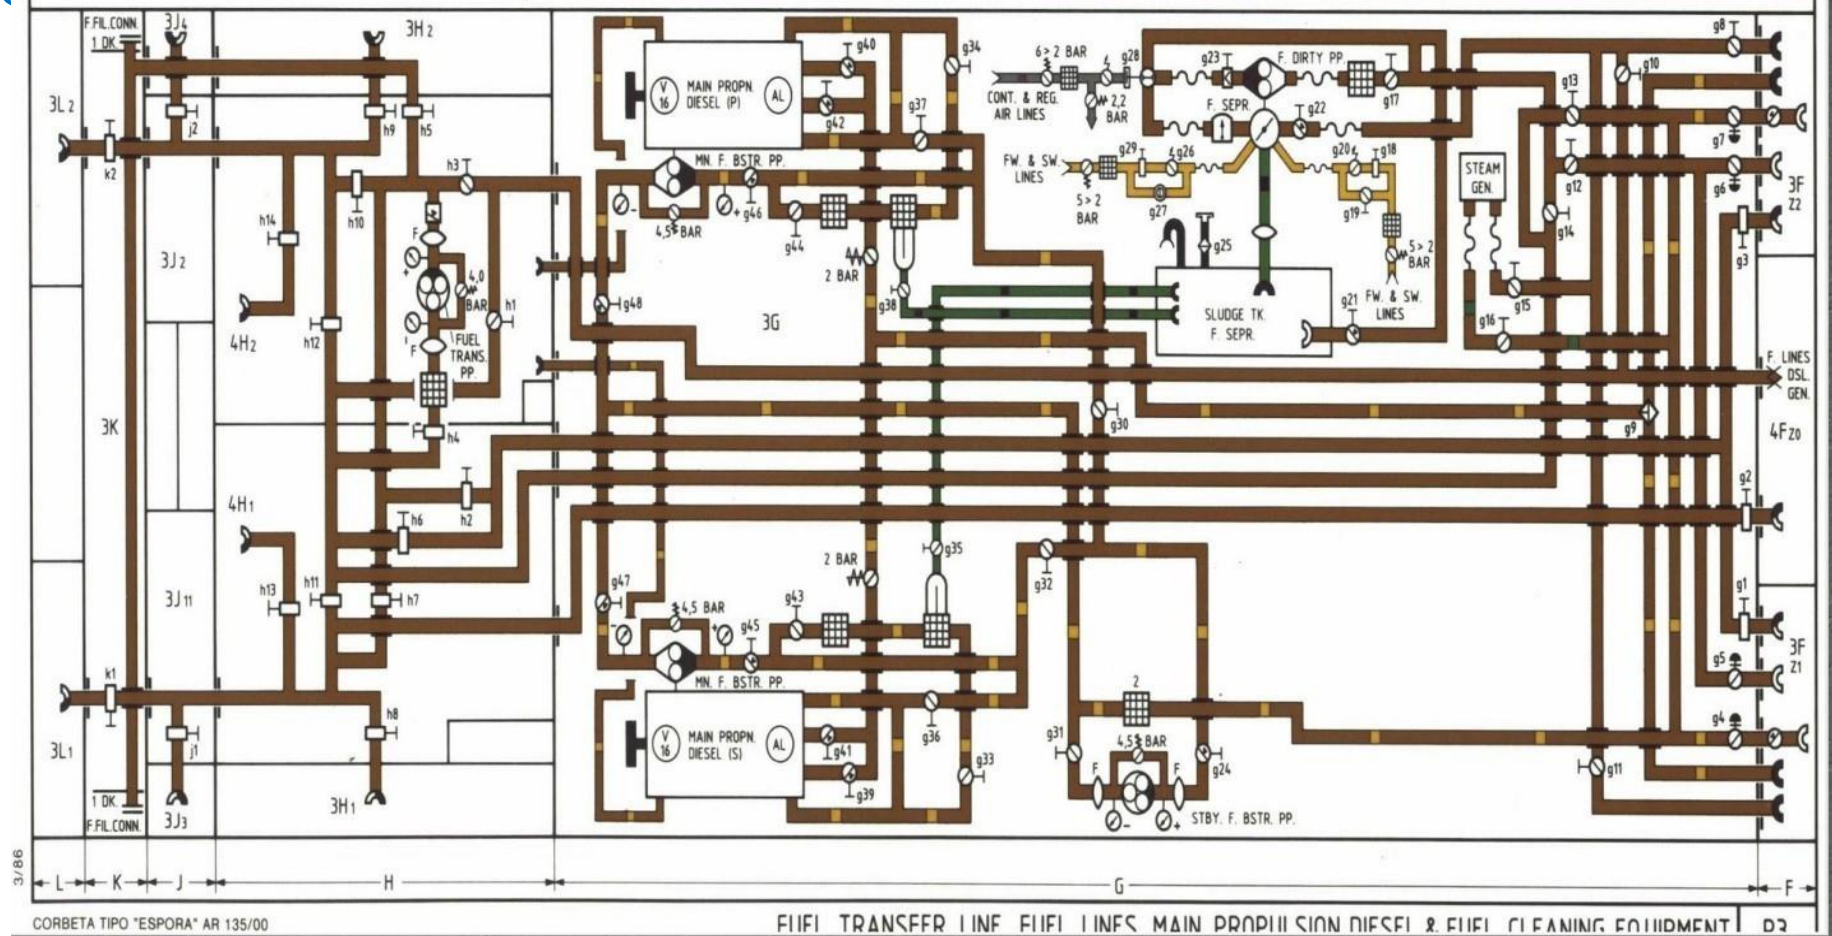 F.FIL.CONN.
1 DK.
3J4
3H2
3L2
k2
j2
h9
h5
h3
h10
h14
3J2
F
+
4,0 BAR
h1
-
F
FUEL TRANS. PP.
4H2
h12
3K
h4
4H1
h2
h6
3J11
h13
h11
h7
k1
3L1
j1
h8
3H1
1 DK.
F.FIL.CONN.
3J3
V 16
MAIN PROPN. DIESEL (P)
AL
g40
g42
g34
g37
MN. F. BSTR. PP.
-
4,5 BAR
+
g46
g44
2 BAR
g38
g48
3G
6 > 2 BAR
g28
CONT. & REG. AIR LINES
2,2 BAR
g23
F. DIRTY PP.
g17
F. SEPR.
g22
FW. & SW. LINES
g29
g26
5 > 2 BAR
g27
g20
g18
g19
5 > 2 BAR
FW. & SW. LINES
g25
SLUDGE TK. F. SEPR.
g21
STEAM GEN.
g13
g10
g8
g7
g12
g6
g14
3F Z2
g3
g15
g16
F. LINES DSL. GEN.
g30
g9
4F Z0
g2
2 BAR
g35
g32
g47
-
4,5 BAR
+
g45
g43
MN. F. BSTR. PP.
V 16
MAIN PROPN. DIESEL (S)
AL
g41
g39
g36
g33
2
g31
4,5 BAR
F
F
g24
-
+
STBY. F. BSTR. PP.
g1
3F Z1
g5
g4
g11
3/86
L
K
J
H
G
F
CORBETA TIPO "ESPORA" AR 135/00
FUEL TRANSFER LINE FUEL LINES MAIN PROPULSION DIESEL & FUEL CLEANING EQUIPMENT